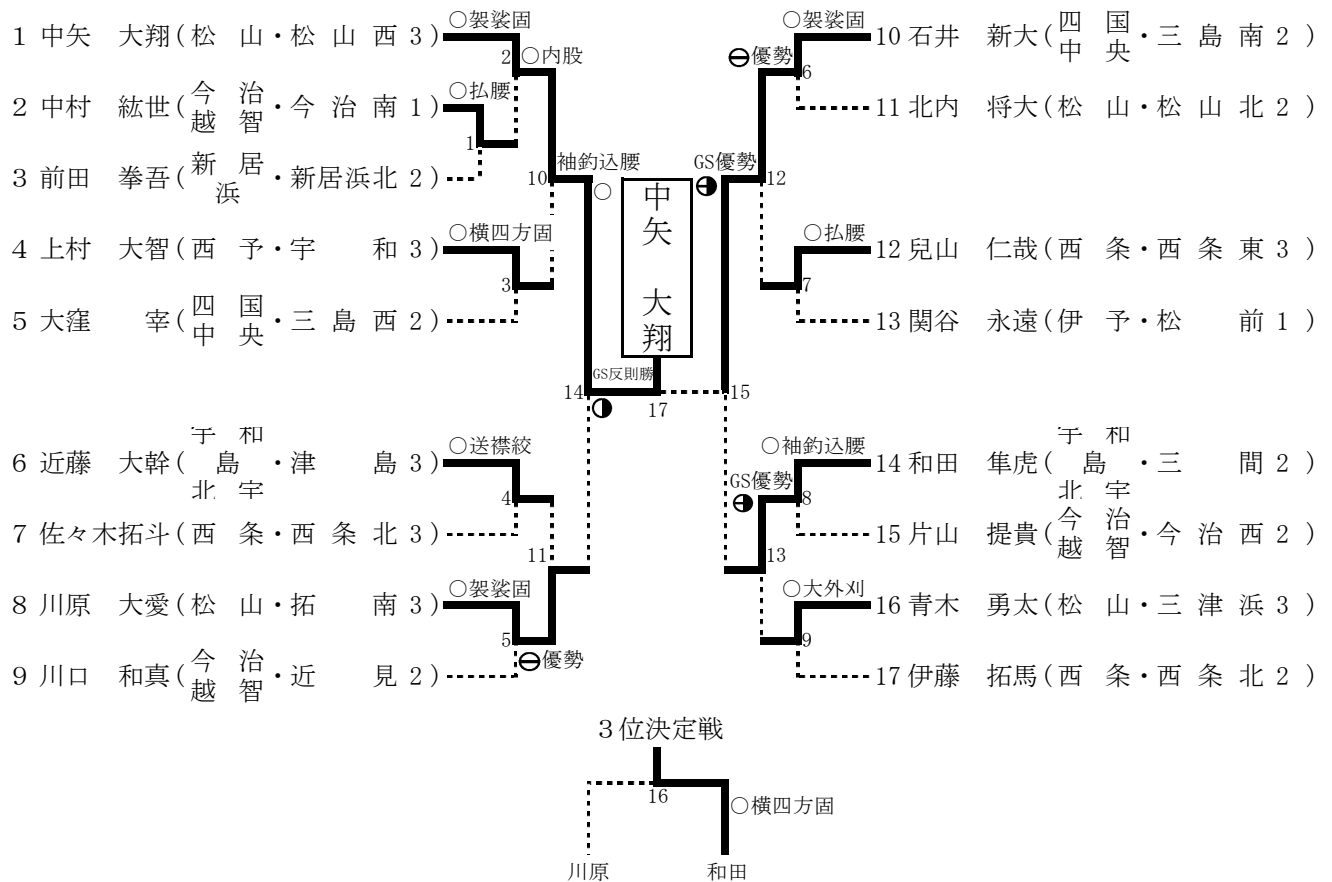 1 中矢 大翔(松 山・松 山 西 3)
○袈裟固
2
○内股
2 中村 紘世(今治越智・今 治 南 1)
○払腰
1
3 前田 拳吾(新居浜・新居浜北 2)
10
袖釣込腰
○
4 上村 大智(西 予・宇 和 3)
○横四方固
3
5 大窪 宰(四国中央・三 島 西 2)
14
GS反則勝
17
中矢 大翔
6 近藤 大幹(宇和島北宇・津 島 3)
○送襟絞
4
7 佐々木拓斗(西 条・西 条 北 3)
11
8 川原 大愛(松 山・拓 南 3)
○袈裟固
5
優勢
9 川口 和真(今治越智・近 見 2)
○袈裟固
10 石井 新大(四国中央・三 島 南 2)
優勢
6
11 北内 将大(松 山・松 山 北 2)
GS優勢
12
○払腰
12 兒山 仁哉(西 条・西 条 東 3)
7
13 関谷 永遠(伊 予・松 前 1)
15
○袖釣込腰
14 和田 隼虎(宇和島北宇・三 間 2)
GS優勢
8
15 片山 提貴(今治越智・今 治 西 2)
13
○大外刈
16 青木 勇太(松 山・三 津 浜 3)
9
17 伊藤 拓馬(西 条・西 条 北 2)
３位決定戦
16
○横四方固
川原
和田